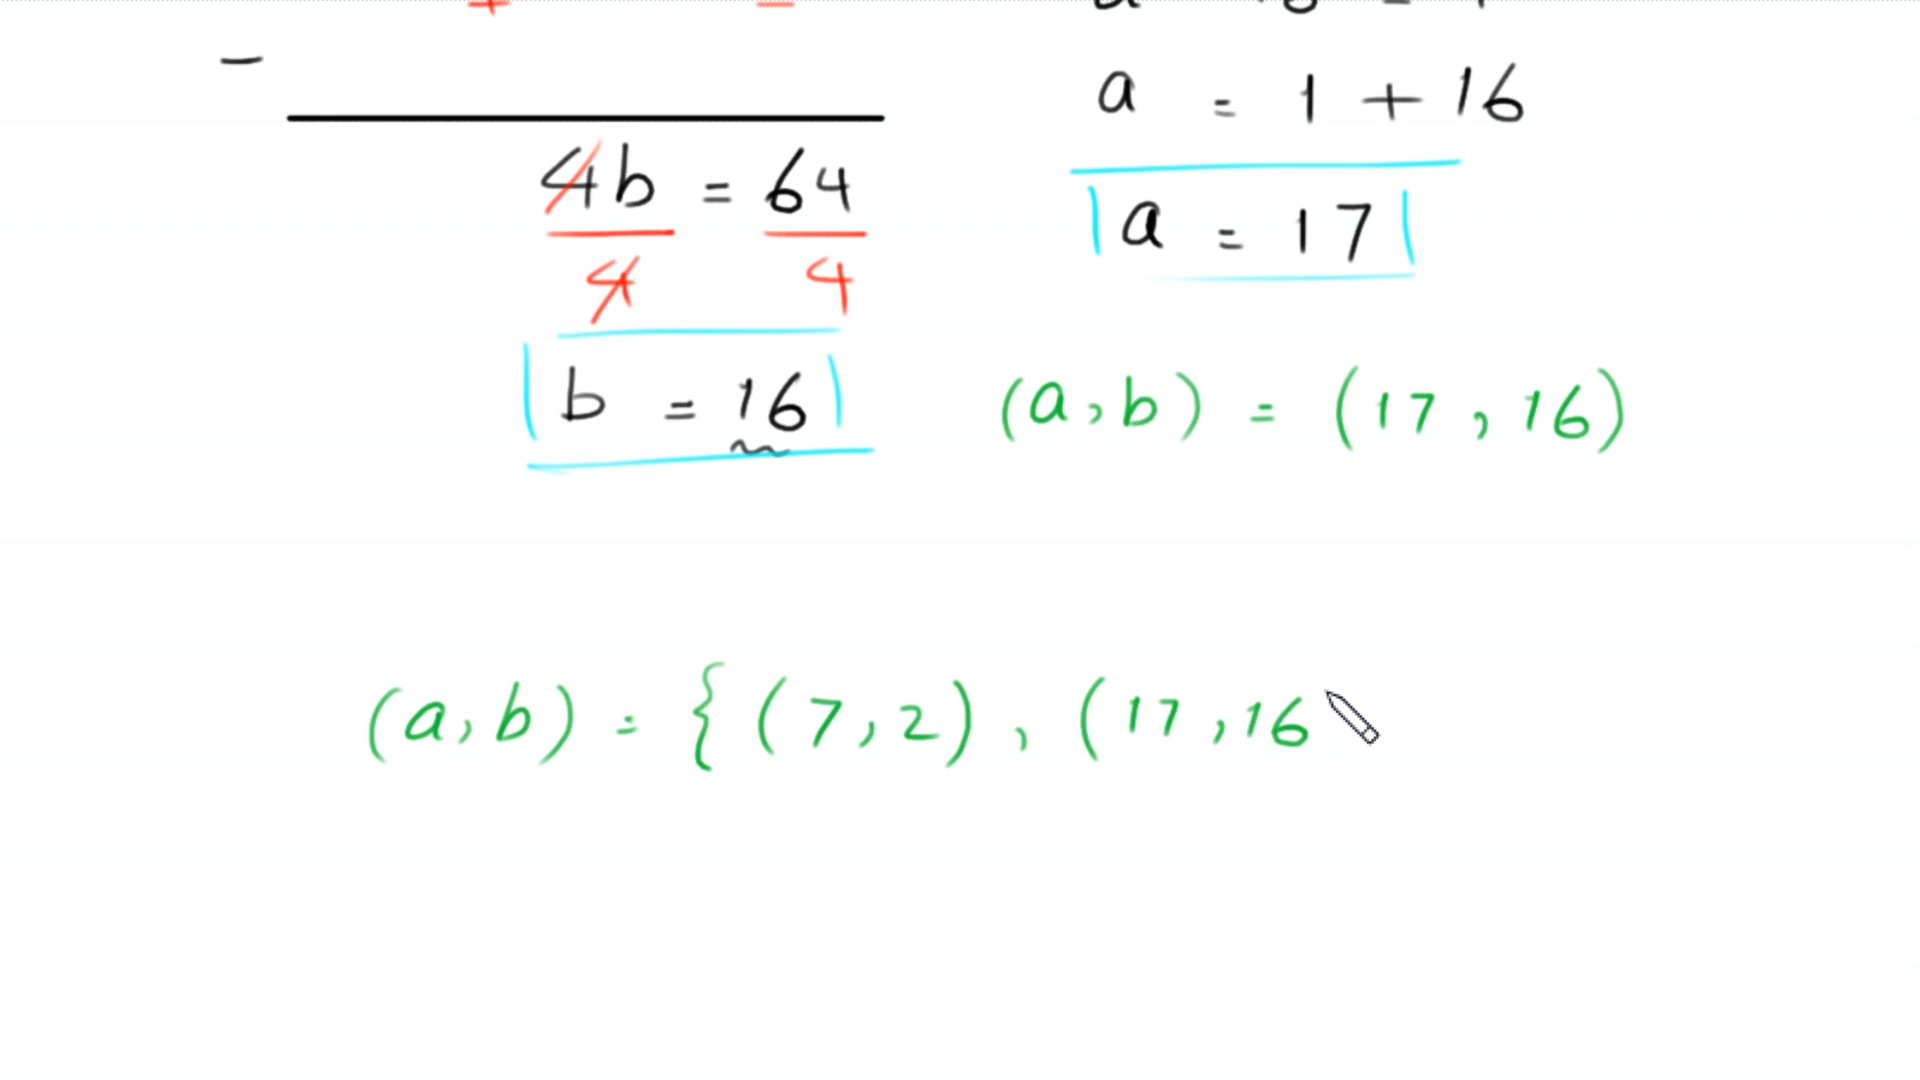 a = 1 + 16
4b = 64
4 4
a = 17
b = 16
(a, b) = (17, 16)
(a, b) = { (7, 2), (17, 16